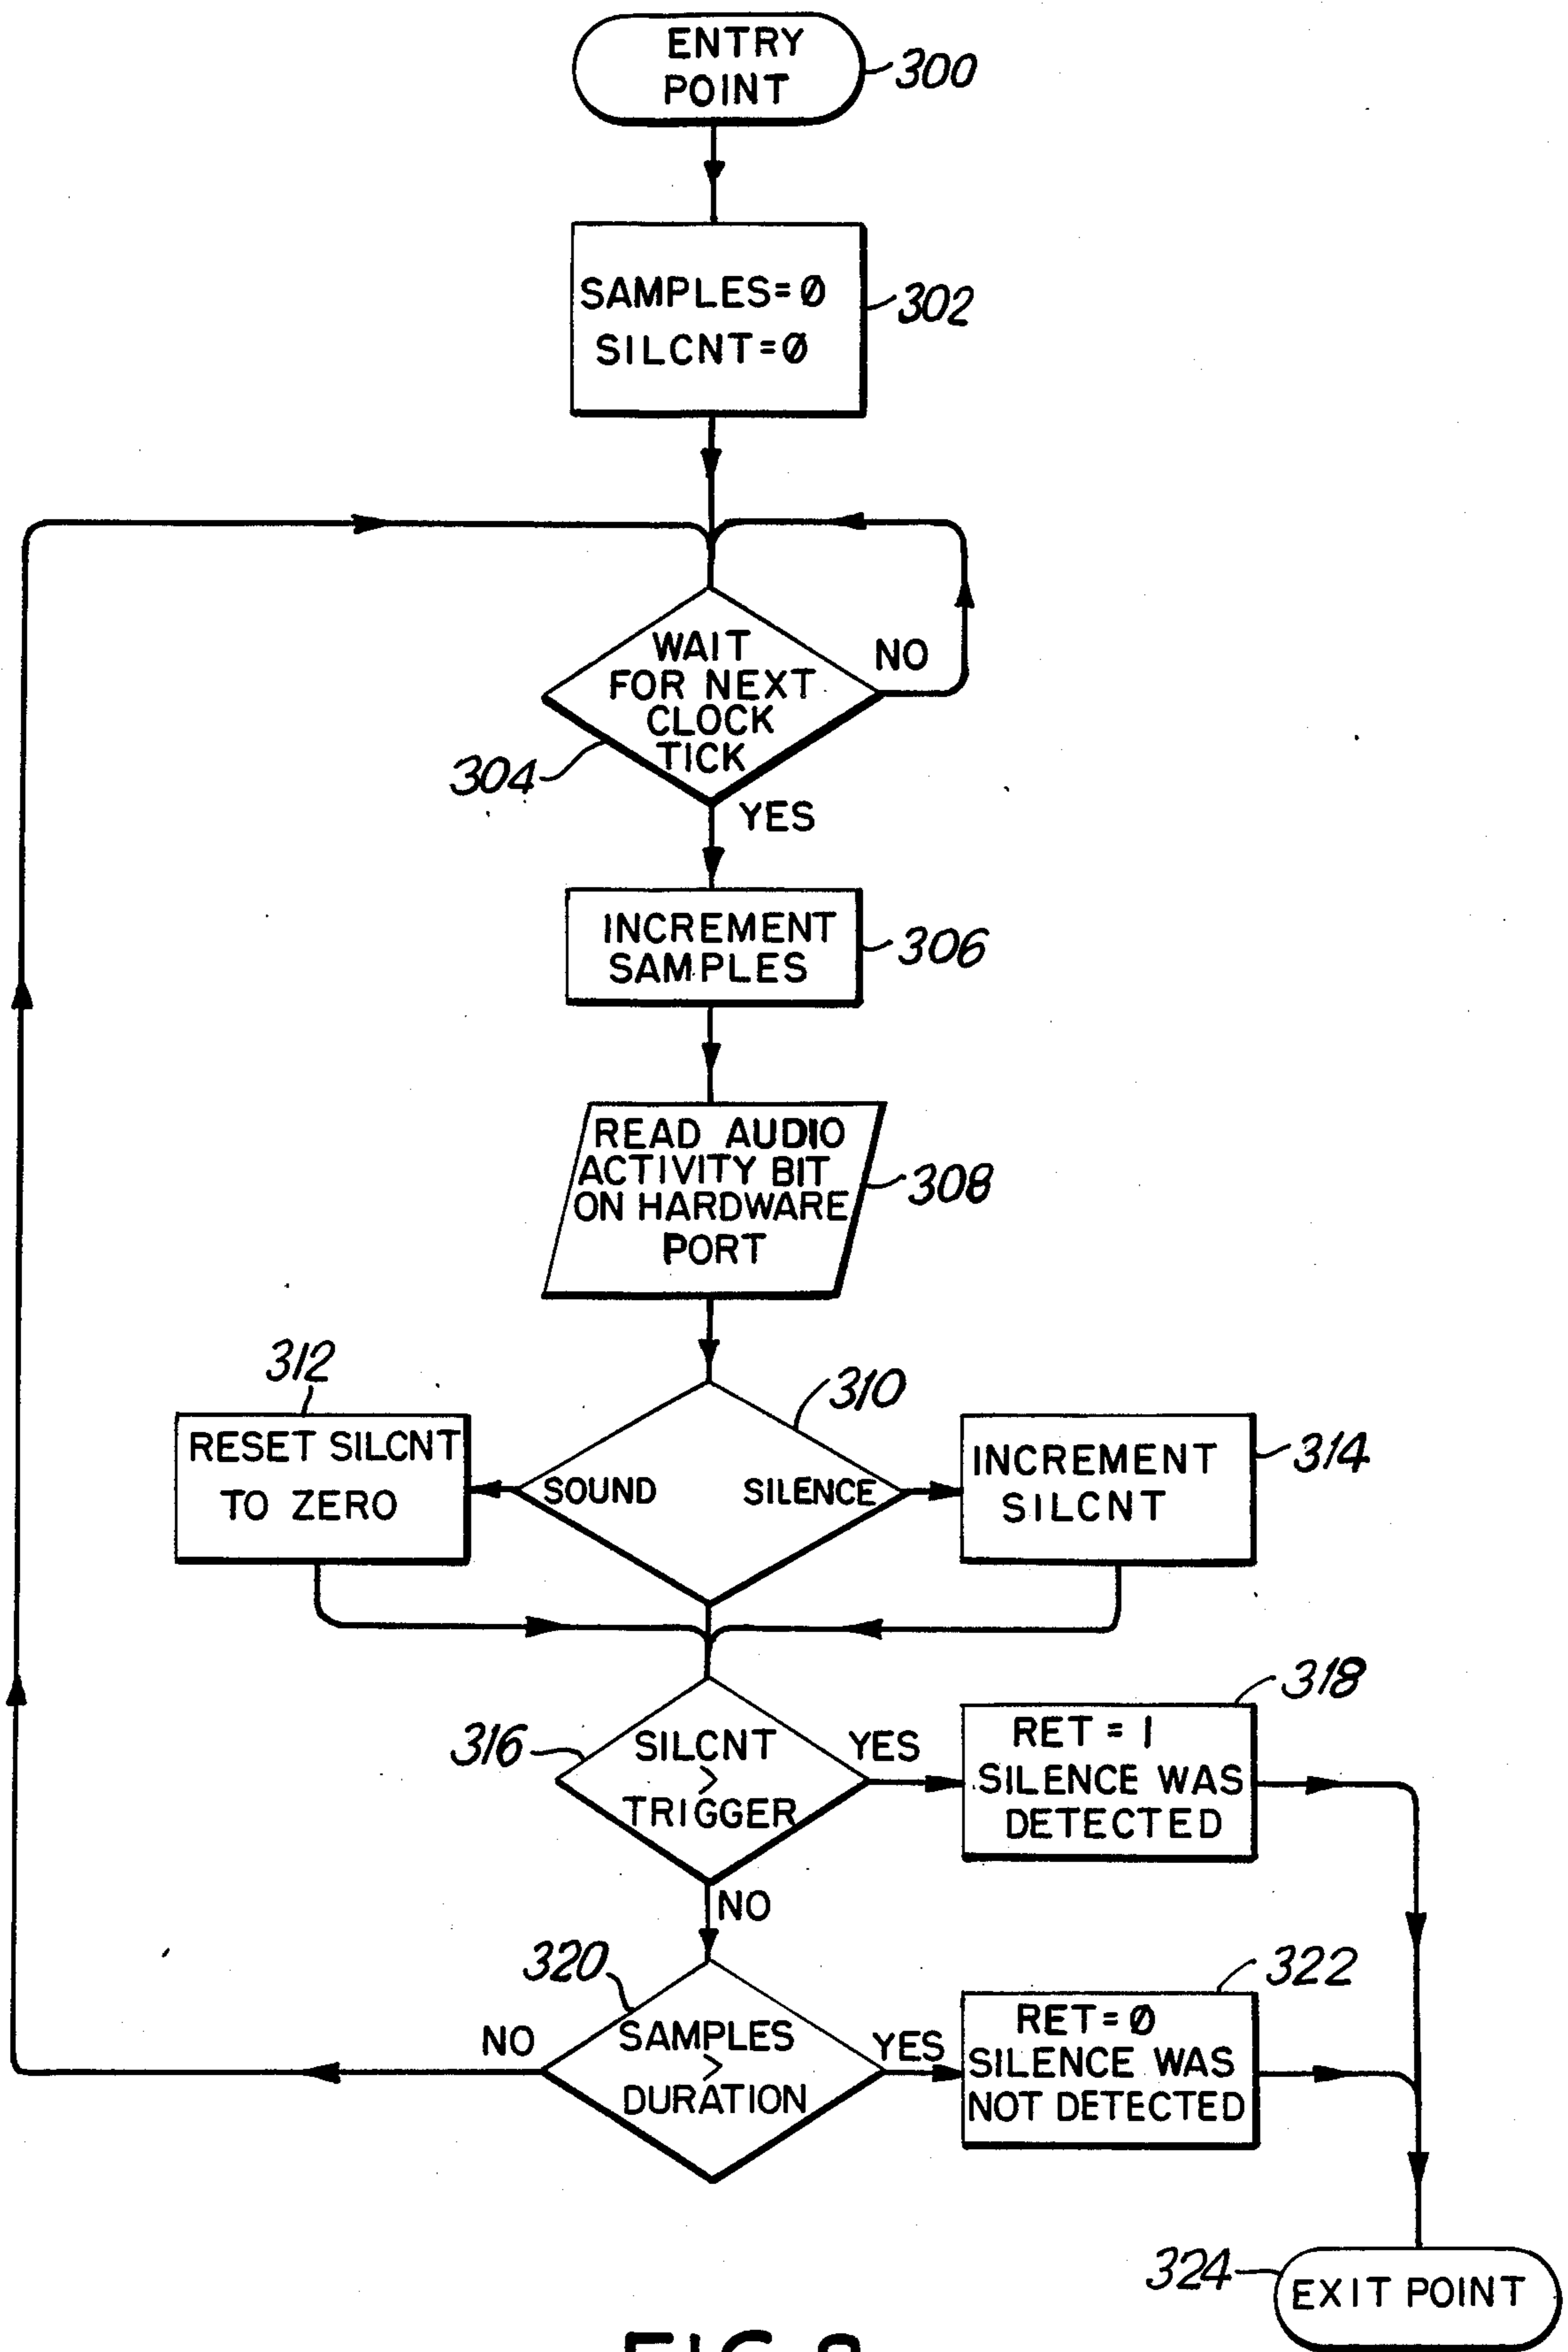 ENTRY
POINT
300
SAMPLES=Ø
SILCNT=Ø
302
WAIT
FOR NEXT
CLOCK
TICK
NO
304
YES
INCREMENT
SAMPLES
306
READ AUDIO
ACTIVITY BIT
ON HARDWARE
PORT
308
312
RESET SILCNT
TO ZERO
310
SOUND SILENCE
INCREMENT
SILCNT
314
316
SILCNT
>
TRIGGER
YES
318
RET = 1
SILENCE WAS
DETECTED
NO
320
SAMPLES
>
DURATION
NO
YES
322
RET=Ø
SILENCE WAS
NOT DETECTED
324
EXIT POINT